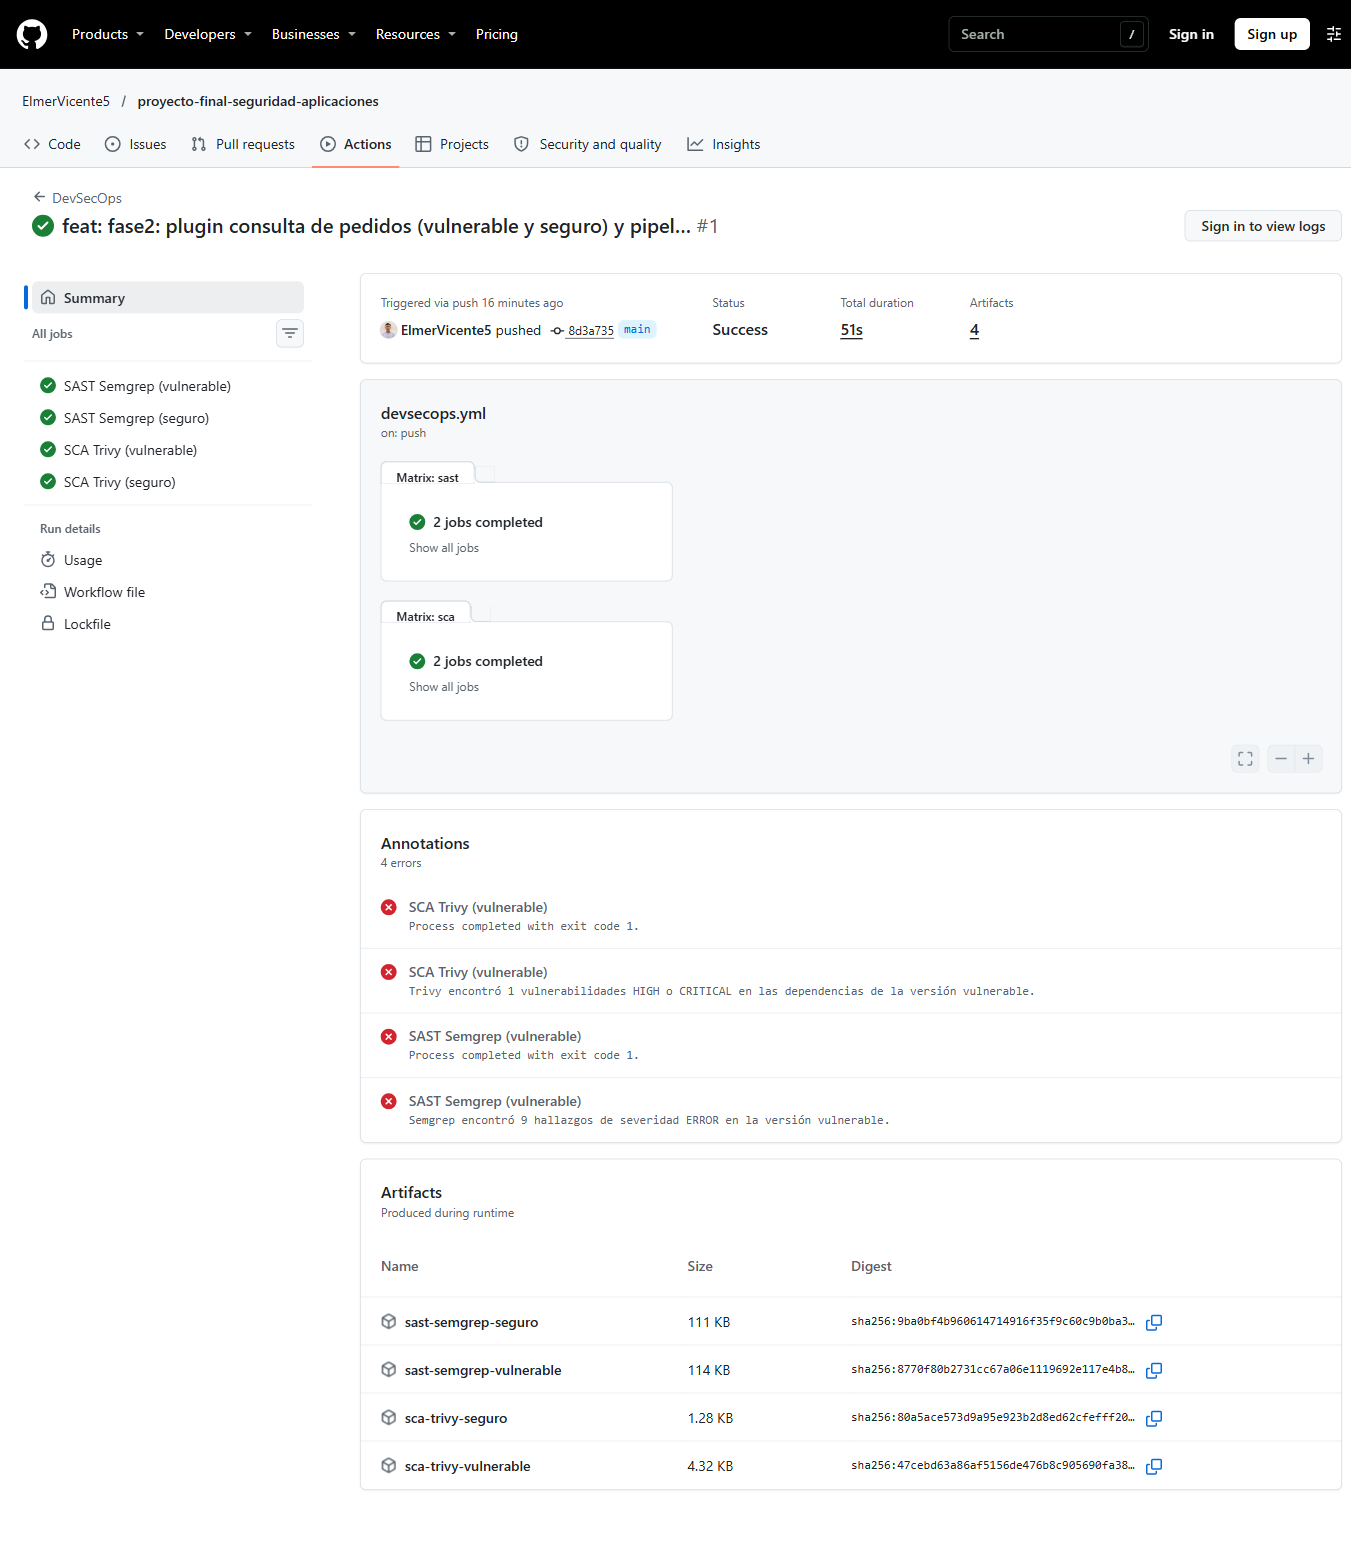 Products Developers Businesses Resources Pricing Search / Sign in Sign up
ElmerVicente5 / proyecto-final-seguridad-aplicaciones
Code Issues Pull requests Actions Projects Security and quality Insights
DevSecOps
feat: fase2: plugin consulta de pedidos (vulnerable y seguro) y pipel... #1
Sign in to view logs
Summary
All jobs
SAST Semgrep (vulnerable)
SAST Semgrep (seguro)
SCA Trivy (vulnerable)
SCA Trivy (seguro)
Run details
Usage
Workflow file
Lockfile
Triggered via push 16 minutes ago
ElmerVicente5 pushed 8d3a735 main
Status
Success
Total duration
51s
Artifacts
4
devsecops.yml
on: push
Matrix: sast
2 jobs completed
Show all jobs
Matrix: sca
2 jobs completed
Show all jobs
Annotations
4 errors
SCA Trivy (vulnerable)
Process completed with exit code 1.
SCA Trivy (vulnerable)
Trivy encontró 1 vulnerabilidades HIGH o CRITICAL en las dependencias de la versión vulnerable.
SAST Semgrep (vulnerable)
Process completed with exit code 1.
SAST Semgrep (vulnerable)
Semgrep encontró 9 hallazgos de severidad ERROR en la versión vulnerable.
Artifacts
Produced during runtime
Name Size Digest
sast-semgrep-seguro 111 KB sha256:9ba0bf4b960614714916f35f9c60c9b0ba3…
sast-semgrep-vulnerable 114 KB sha256:8770f80b2731cc67a06e1119692e117e4b8…
sca-trivy-seguro 1.28 KB sha256:80a5ace573d9a95e923b2d8ed62cfefff20…
sca-trivy-vulnerable 4.32 KB sha256:47cebd63a86af5156de476b8c905690fa38…